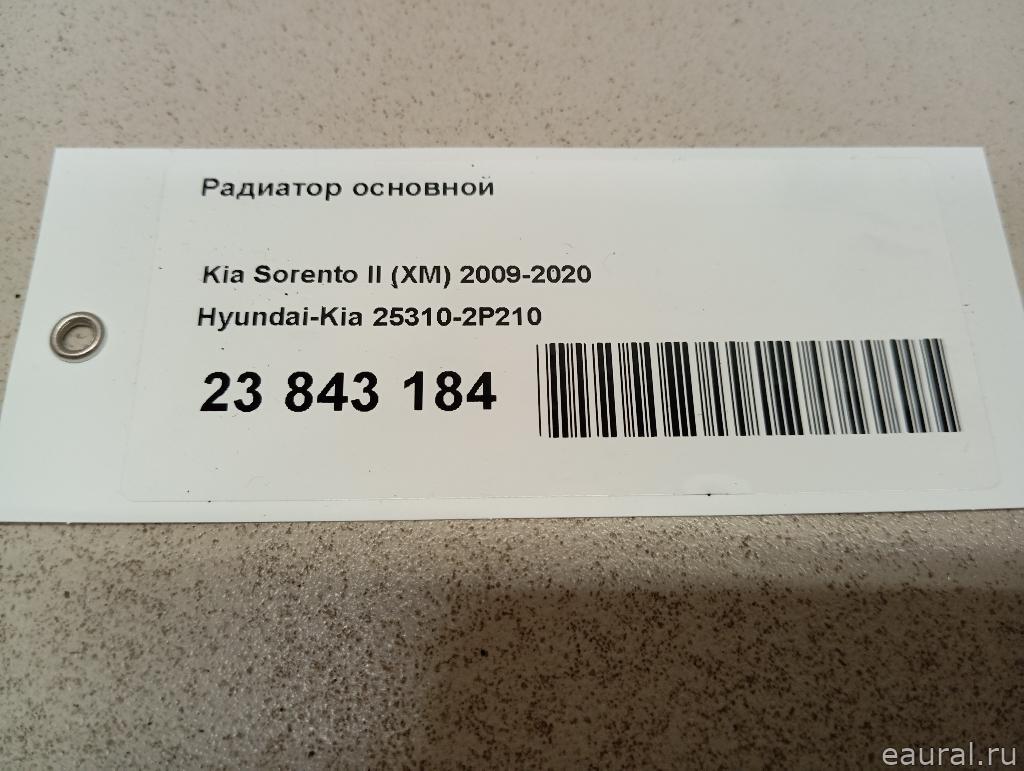 Радиатор основной
Kia Sorento II (XM) 2009-2020
Hyundai-Kia 25310-2P210
23 843 184
eaural.ru